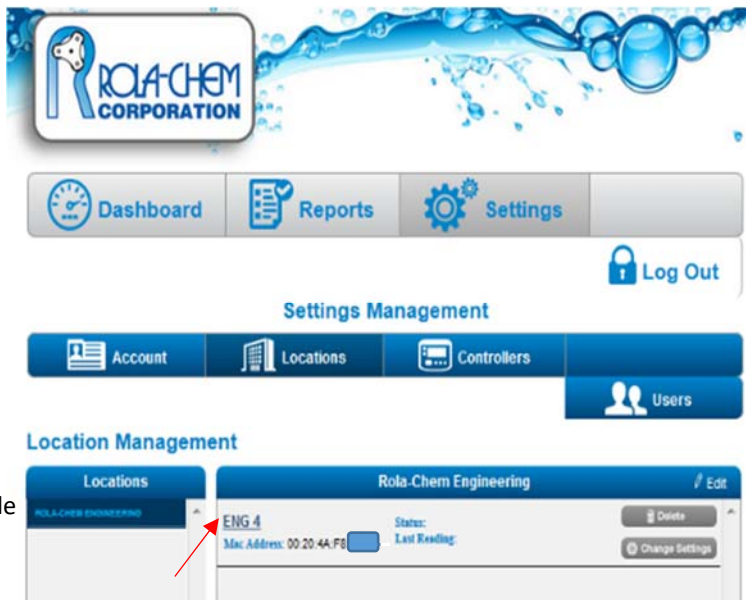 ROLA-CHEM
CORPORATION
Dashboard Reports Settings
Log Out
Settings Management
Account Locations Controllers
Users
Location Management
Locations Rola-Chem Engineering Edit
le
ROLA-CHEM ENGINEERING
ENG 4 Status: Delete
Mac Address: 00:20:4A:F8 Last Reading: Change Settings